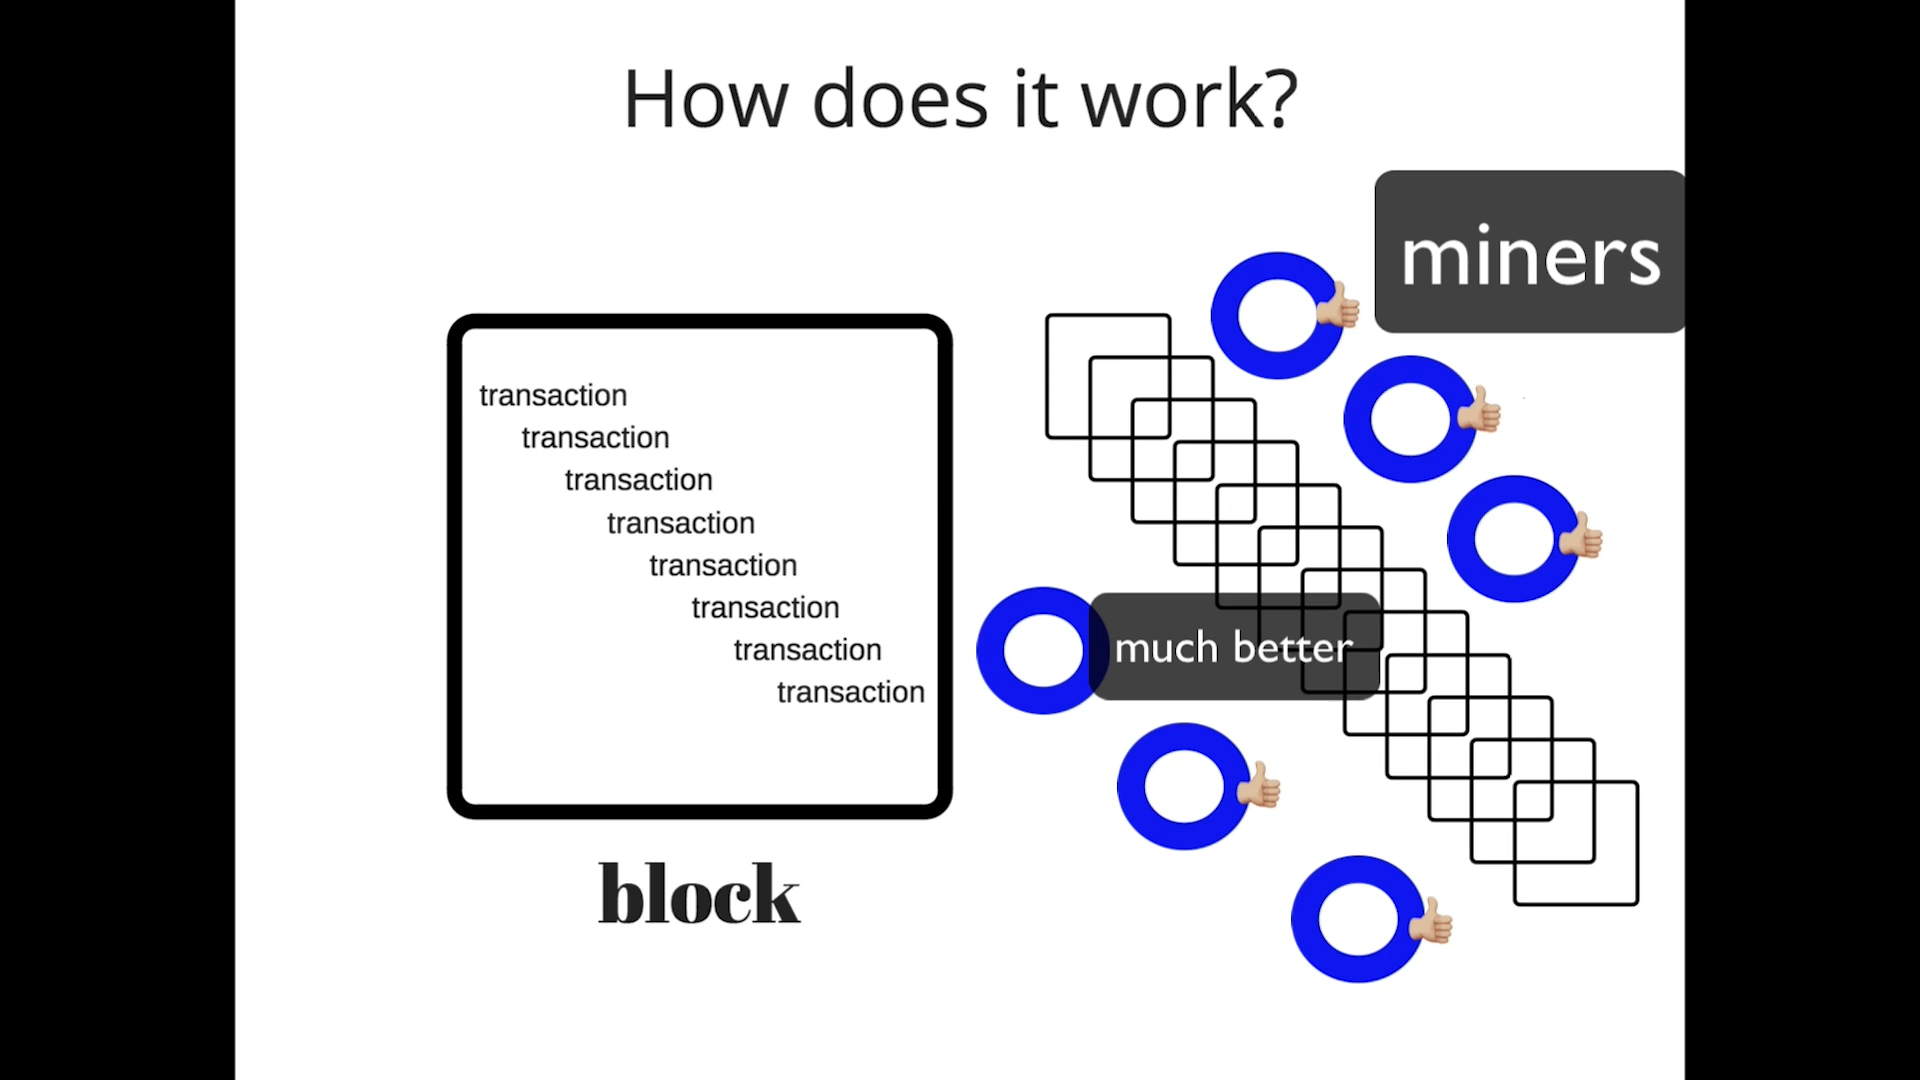 How does it work?
miners
transaction
transaction
transaction
transaction
transaction
transaction
transaction
transaction
much better
block